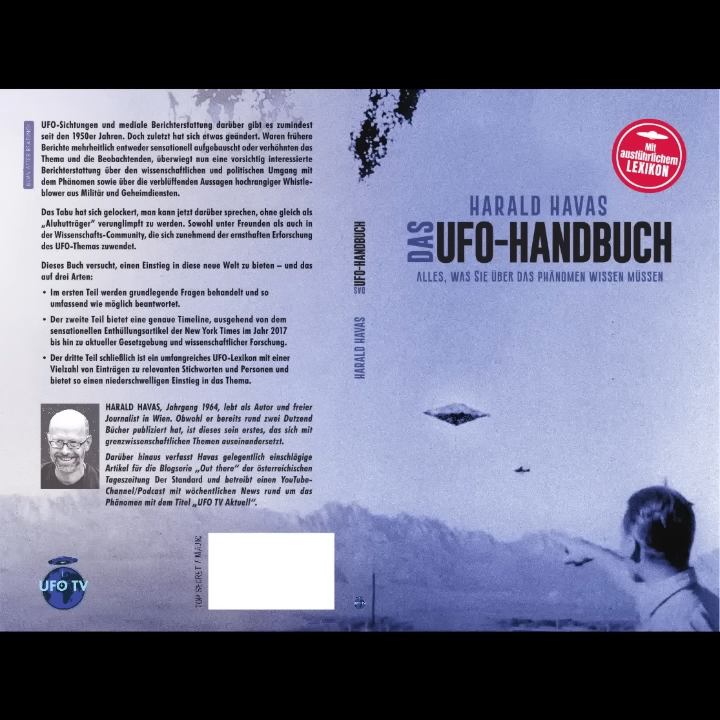 UFO-Sichtungen und mediale Berichterstattung darüber gibt es zumindest
seit den 1950er Jahren. Doch zuletzt hat sich etwas geändert. Waren frühere
Berichte mehrheitlich entweder sensationell aufgebauscht oder verhöhnten das
Thema und die Beobachtenden, überwiegt nun eine vorsichtig interessierte
Berichterstattung über den wissenschaftlichen und politischen Umgang mit
dem Phänomen sowie über die verblüffenden Aussagen hochrangiger Whistle-
blower aus Militär und Geheimdiensten.
Das Tabu hat sich gelockert, man kann jetzt darüber sprechen, ohne gleich als
„Aluhutträger“ verunglimpft zu werden. Sowohl unter Freunden als auch in
der Wissenschafts-Community, die sich zunehmend der ernsthaften Erforschung
des UFO-Themas zuwendet.
Dieses Buch versucht, einen Einstieg in diese neue Welt zu bieten – und das
auf drei Arten:
• Im ersten Teil werden grundlegende Fragen behandelt und so
umfassend wie möglich beantwortet.
• Der zweite Teil bietet eine genaue Timeline, ausgehend von dem
sensationellen Enthüllungsartikel der New York Times im Jahr 2017
bis hin zu aktueller Gesetzgebung und wissenschaftlicher Forschung.
• Der dritte Teil schließlich ist ein umfangreiches UFO-Lexikon mit einer
Vielzahl von Einträgen zu relevanten Stichworten und Personen und
bietet so einen niederschwelligen Einstieg in das Thema.
HARALD HAVAS, Jahrgang 1964, lebt als Autor und freier
Journalist in Wien. Obwohl er bereits rund zwei Dutzend
Bücher publiziert hat, ist dieses sein erstes, das sich mit
grenzwissenschaftlichen Themen auseinandersetzt.
Darüber hinaus verfasst Havas gelegentlich einschlägige
Artikel für die Blogserie „Out there“ der österreichischen
Tageszeitung Der Standard und betreibt einen YouTube-
Channel/Podcast mit wöchentlichen News rund um das
Phänomen mit dem Titel „UFO TV Aktuell“.
UFO TV
TOP SECRET / MAJIC
DAS UFO-HANDBUCH
HARALD HAVAS
Mit
ausführlichem
LEXIKON
HARALD HAVAS
DAS UFO-HANDBUCH
ALLES, WAS SIE ÜBER DAS PHÄNOMEN WISSEN MÜSSEN